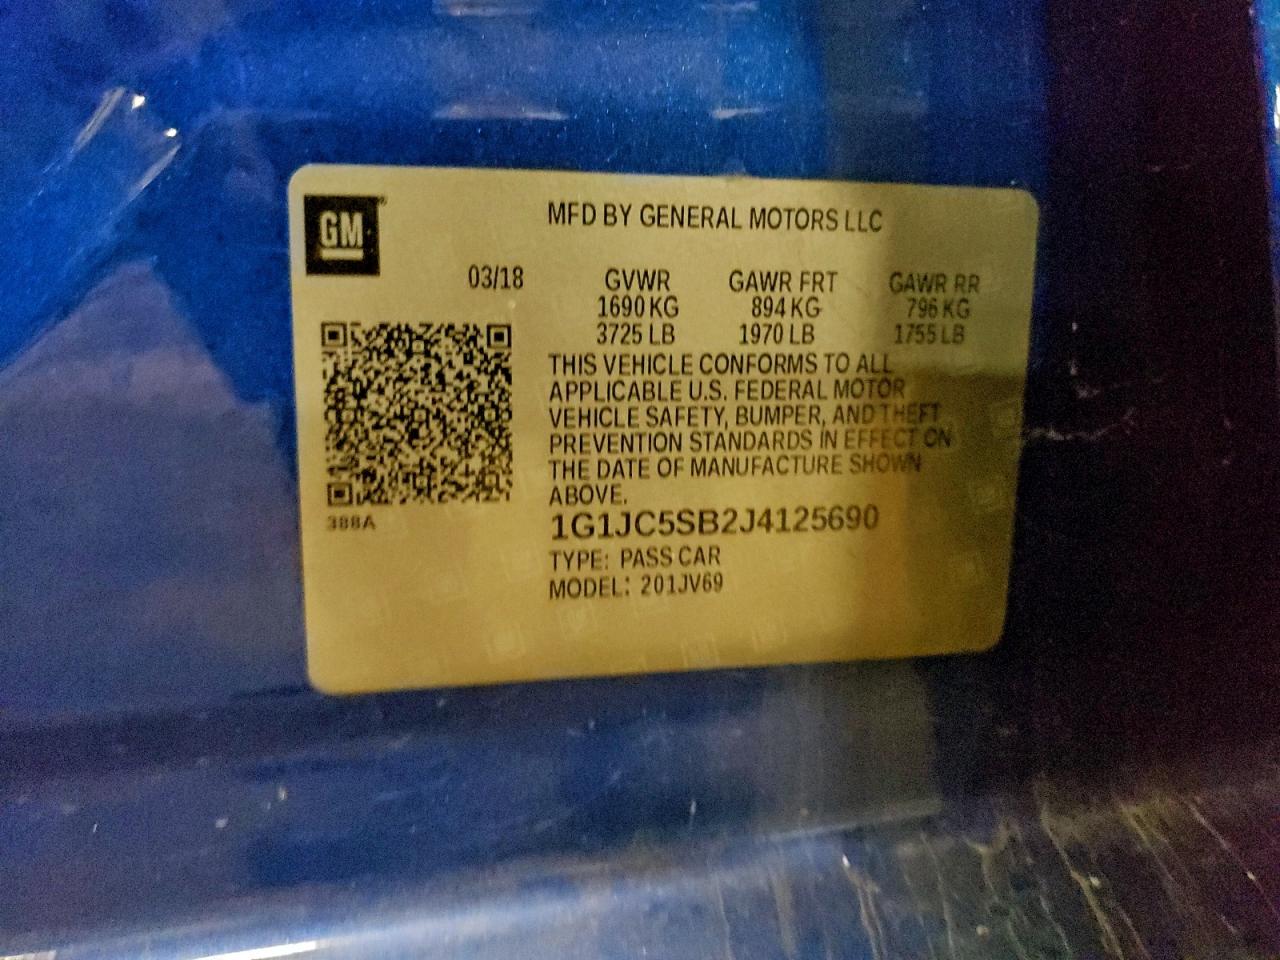 GM
MFD BY GENERAL MOTORS LLC
03/18 GVWR GAWR FRT GAWR RR
1690 KG 894 KG 796 KG
3725 LB 1970 LB 1755 LB
THIS VEHICLE CONFORMS TO ALL
APPLICABLE U.S. FEDERAL MOTOR
VEHICLE SAFETY, BUMPER, AND THEFT
PREVENTION STANDARDS IN EFFECT ON
THE DATE OF MANUFACTURE SHOWN
ABOVE.
388A
1G1JC5SB2J4125690
TYPE: PASS CAR
MODEL: 201JV69